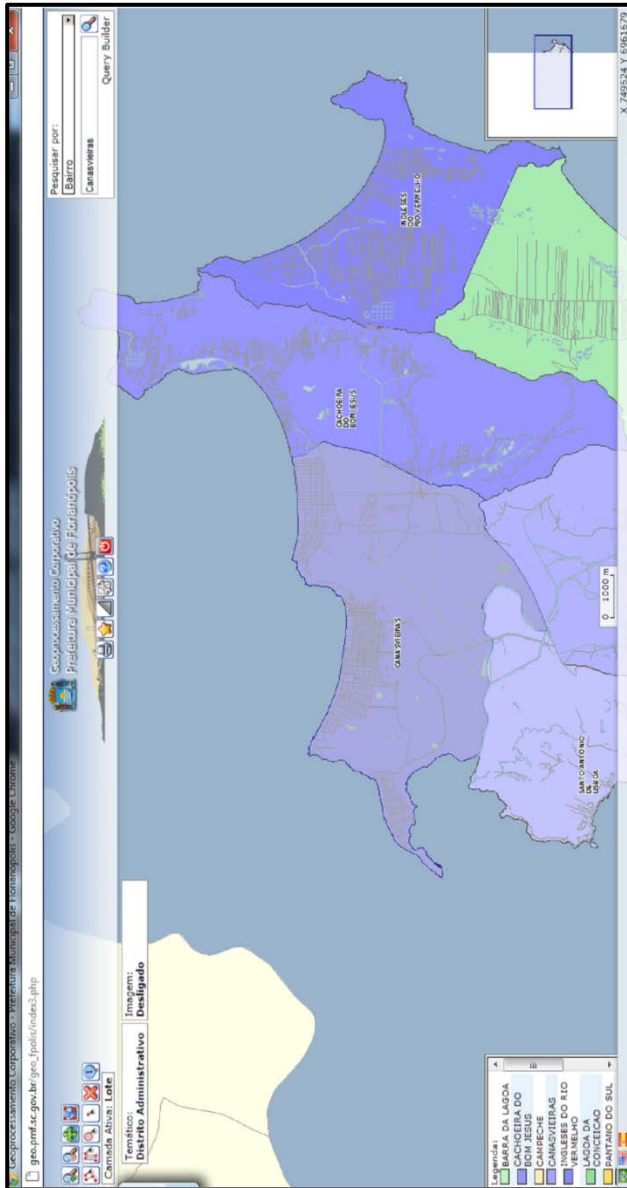 Geoprocessamento Corporativo - Prefeitura Municipal de Florianópolis - Google Chrome
geo.pmf.sc.gov.br/geo_fpolis/index3.php
Geoprocessamento Corporativo
Prefeitura Municipal de Florianópolis
Pesquisar por:
Bairro
Canasvieiras
Query Builder
Camada Ativa: Lote
Temático:
Distrito Administrativo
Imagem:
Desligado
CACHOEIRA
DO
BOM JESUS
INGLESES
DO
RIO VERMELHO
CANASVIEIRAS
SANTO ANTONIO
DE
LISBOA
Legenda:
BARRA DA LAGOA
CACHOEIRA DO
BOM JESUS
CAMPECHE
CANASVIEIRAS
INGLESES DO RIO
VERMELHO
LAGOA DA
CONCEICAO
PANTANO DO SUL
0 1000 m
X 749524 Y 6961679